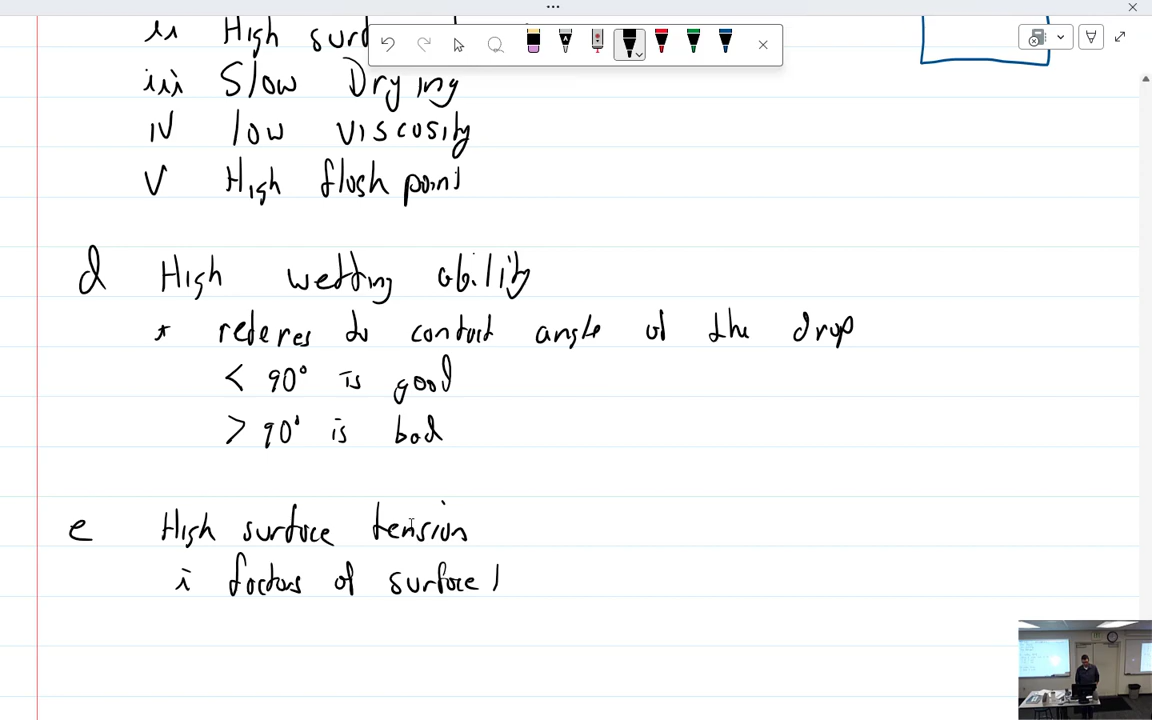 ii High surf
iii Slow Drying
iv low viscosity
v High flash point
d High wetting ability
* referes to contact angle of the drop
< 90° is good
> 90° is bad
e High surface tension
i factors of surface